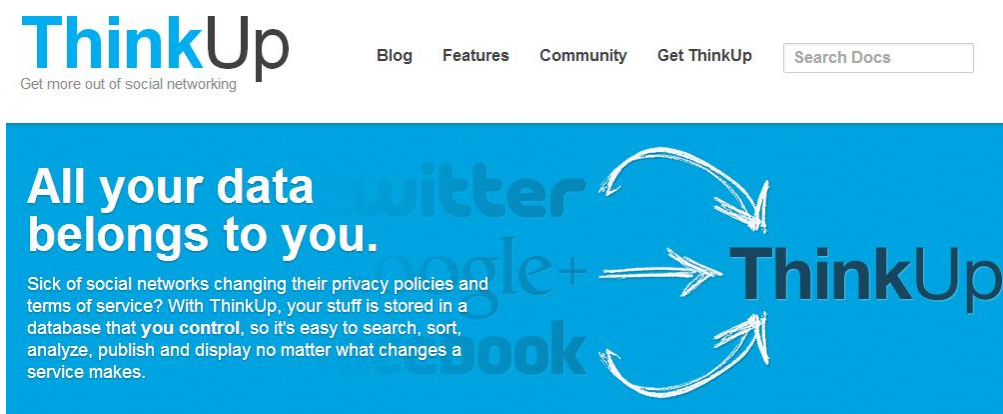 ThinkUp
Get more out of social networking
Blog Features Community Get ThinkUp Search Docs
All your data
belongs to you.
Sick of social networks changing their privacy policies and
terms of service? With ThinkUp, your stuff is stored in a
database that you control, so it's easy to search, sort,
analyze, publish and display no matter what changes a
service makes.
twitter
Google+
facebook
ThinkUp